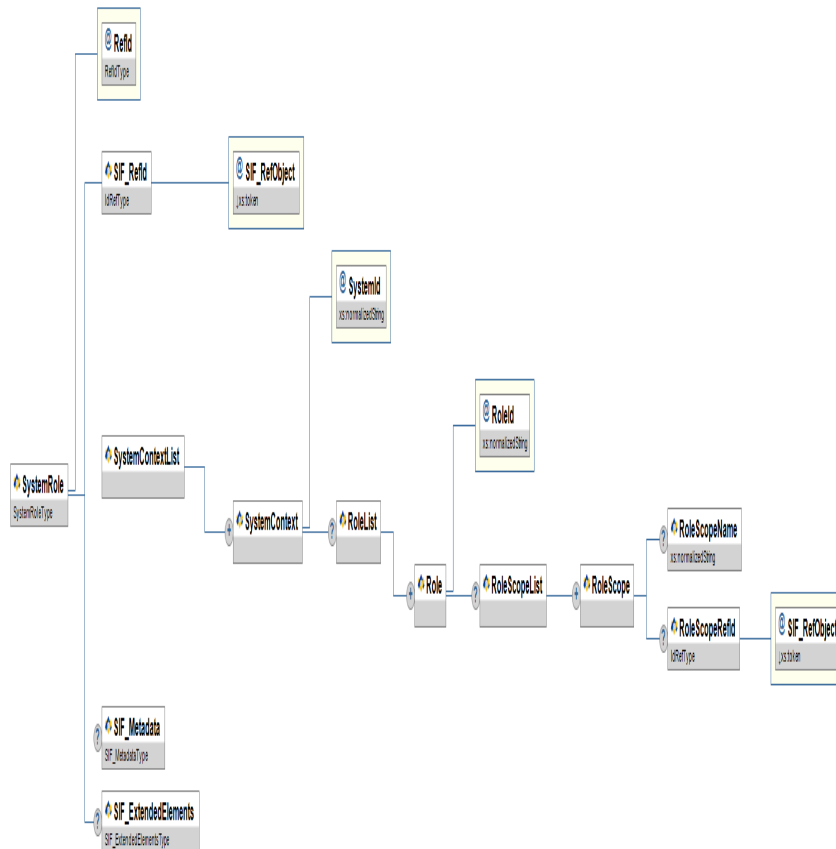 @ RefId
RefIdType
SIF_RefId
IdRefType
@ SIF_RefObject
xs:token
@ SystemId
xs:normalizedString
@ RoleId
xs:normalizedString
SystemContextList
SystemRole
SystemRoleType
+ SystemContext
? RoleList
? RoleScopeName
xs:normalizedString
+ Role
? RoleScopeList
+ RoleScope
? RoleScopeRefId
IdRefType
@ SIF_RefObject
xs:token
? SIF_Metadata
SIF_MetadataType
? SIF_ExtendedElements
SIF_ExtendedElementsType